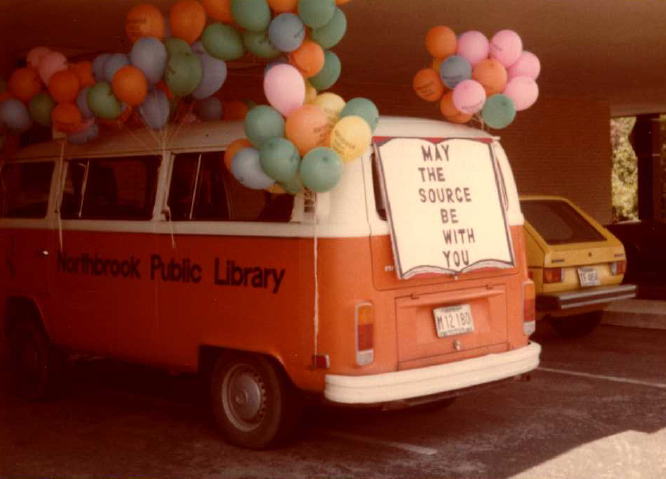 MAY
THE
SOURCE
BE
WITH
YOU
Northbrook Public Library
M 12 180